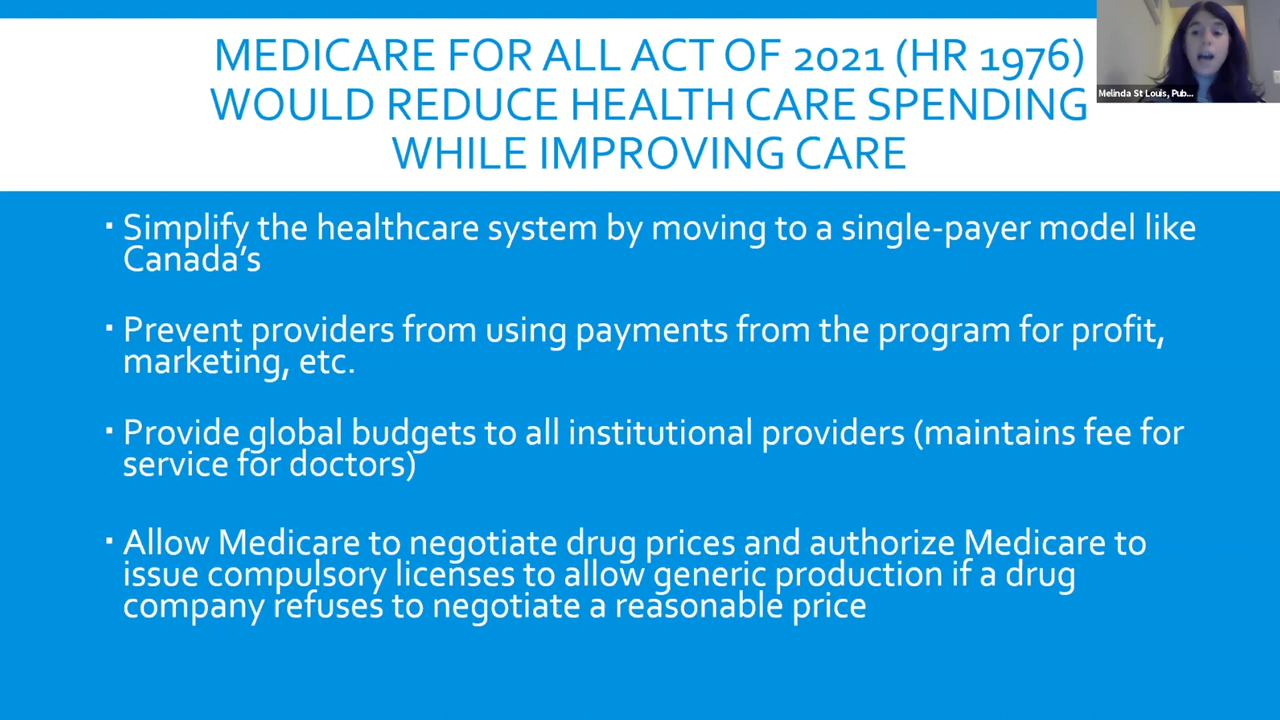 MEDICARE FOR ALL ACT OF 2021 (HR 1976)
WOULD REDUCE HEALTH CARE SPENDING
WHILE IMPROVING CARE
Melinda St Louis, Pub...
▪ Simplify the healthcare system by moving to a single-payer model like
Canada’s
▪ Prevent providers from using payments from the program for profit,
marketing, etc.
▪ Provide global budgets to all institutional providers (maintains fee for
service for doctors)
▪ Allow Medicare to negotiate drug prices and authorize Medicare to
issue compulsory licenses to allow generic production if a drug
company refuses to negotiate a reasonable price